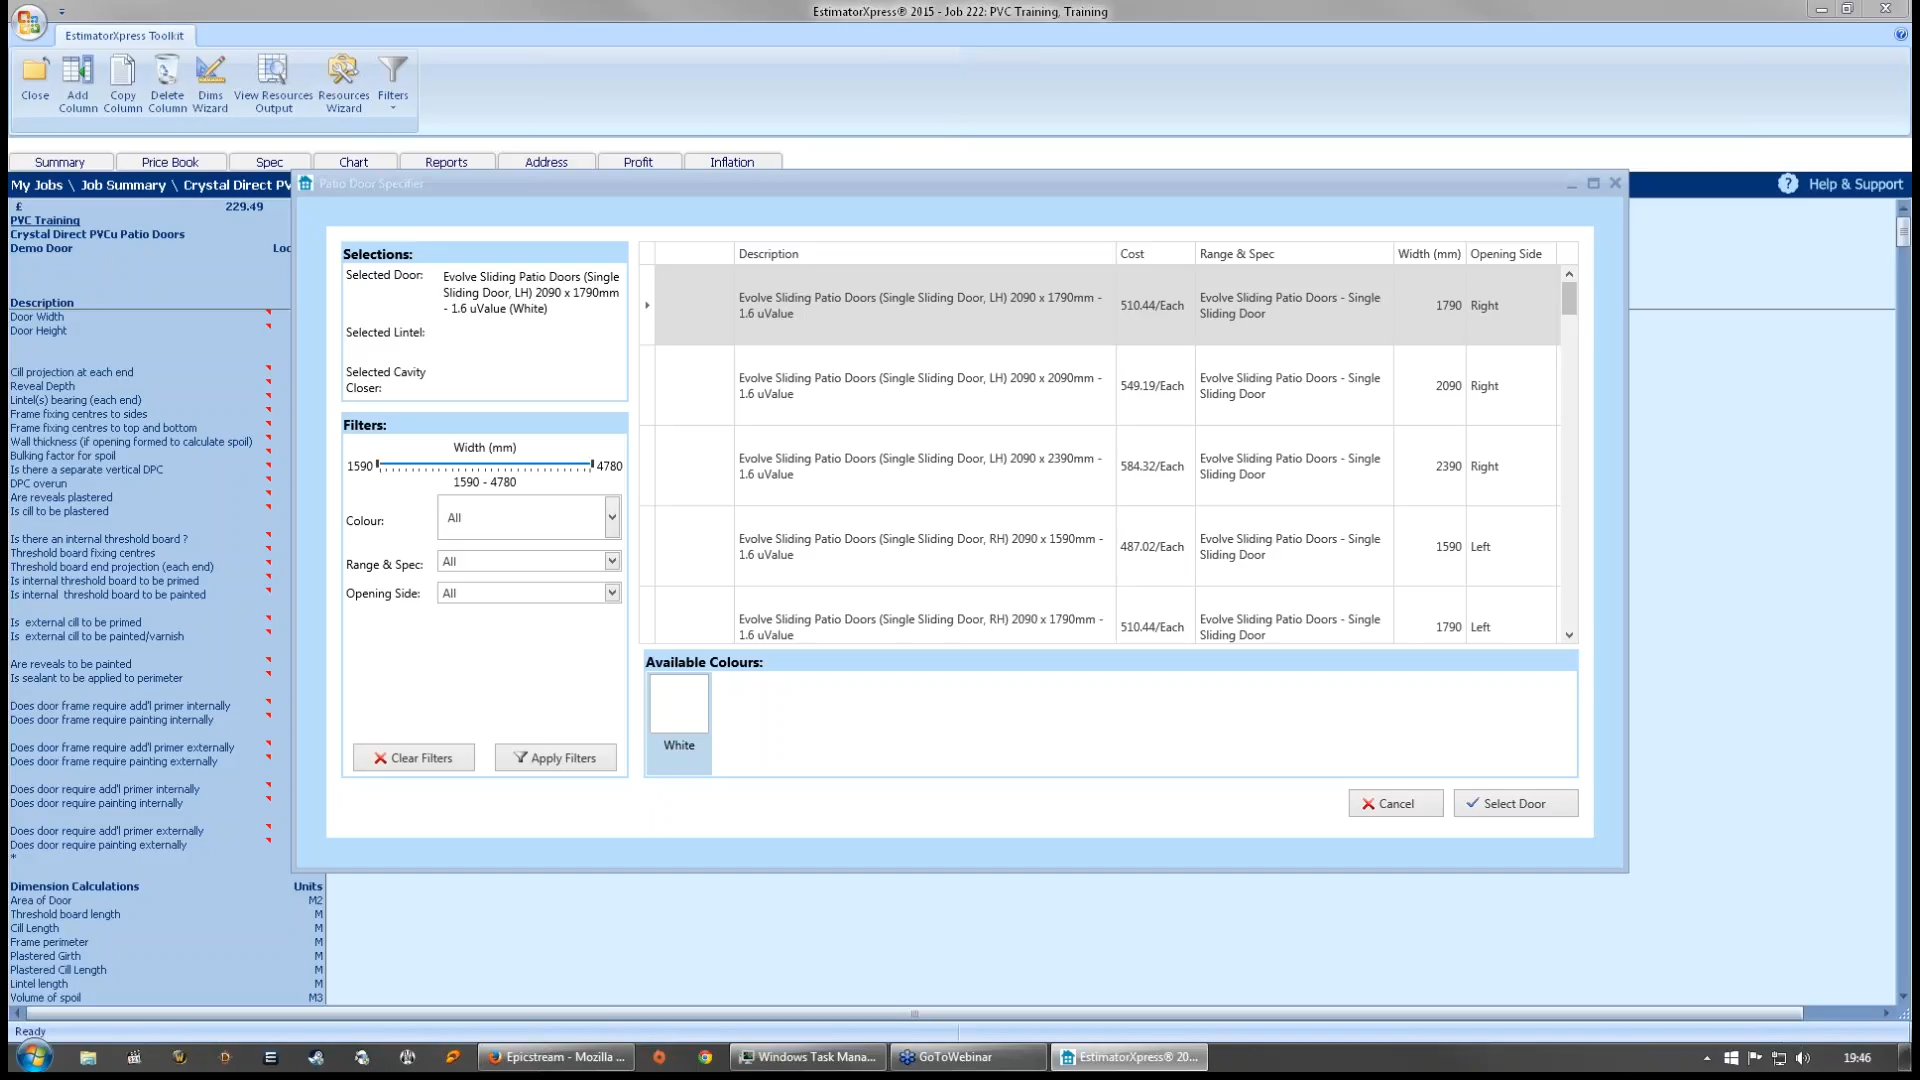 EstimatorXpress® 2015 - Job 222: PVC Training, Training
EstimatorXpress Toolkit
Close
Add Column
Copy Column
Delete Column
Dims Wizard
View Resources Output
Resources Wizard
Filters
Summary Price Book Spec Chart Reports Address Profit Inflation
My Jobs \ Job Summary \ Crystal Direct PV
Patio Door Specifier
? Help & Support
£ 229.49
PVC Training
Crystal Direct PVCu Patio Doors
Demo Door Loc
Description
Door Width
Door Height
Cill projection at each end
Reveal Depth
Lintel(s) bearing (each end)
Frame fixing centres to sides
Frame fixing centres to top and bottom
Wall thickness (if opening formed to calculate spoil)
Bulking factor for spoil
Is there a separate vertical DPC
DPC overun
Are reveals plastered
Is cill to be plastered
Is there an internal threshold board ?
Threshold board fixing centres
Threshold board end projection (each end)
Is internal threshold board to be primed
Is internal threshold board to be painted
Is external cill to be primed
Is external cill to be painted/varnish
Are reveals to be painted
Is sealant to be applied to perimeter
Does door frame require add'l primer internally
Does door frame require painting internally
Does door frame require add'l primer externally
Does door frame require painting externally
Does door require add'l primer internally
Does door require painting internally
Does door require add'l primer externally
Does door require painting externally
*
Dimension Calculations Units
Area of Door M2
Threshold board length M
Cill Length M
Frame perimeter M
Plastered Girth M
Plastered Cill Length M
Lintel length M
Volume of spoil M3
Selections:
Selected Door: Evolve Sliding Patio Doors (Single
Sliding Door, LH) 2090 x 1790mm
- 1.6 uValue (White)
Selected Lintel:
Selected Cavity
Closer:
Filters:
Width (mm)
1590 4780
1590 - 4780
Colour: All
Range & Spec: All
Opening Side: All
Clear Filters Apply Filters
Description Cost Range & Spec Width (mm) Opening Side
Evolve Sliding Patio Doors (Single Sliding Door, LH) 2090 x 1790mm -
1.6 uValue 510.44/Each Evolve Sliding Patio Doors - Single
Sliding Door 1790 Right
Evolve Sliding Patio Doors (Single Sliding Door, LH) 2090 x 2090mm -
1.6 uValue 549.19/Each Evolve Sliding Patio Doors - Single
Sliding Door 2090 Right
Evolve Sliding Patio Doors (Single Sliding Door, LH) 2090 x 2390mm -
1.6 uValue 584.32/Each Evolve Sliding Patio Doors - Single
Sliding Door 2390 Right
Evolve Sliding Patio Doors (Single Sliding Door, RH) 2090 x 1590mm -
1.6 uValue 487.02/Each Evolve Sliding Patio Doors - Single
Sliding Door 1590 Left
Evolve Sliding Patio Doors (Single Sliding Door, RH) 2090 x 1790mm -
1.6 uValue 510.44/Each Evolve Sliding Patio Doors - Single
Sliding Door 1790 Left
Available Colours:
White
Cancel Select Door
Ready
Epicstream - Mozilla ... Windows Task Mana... GoToWebinar EstimatorXpress® 20... 19:46